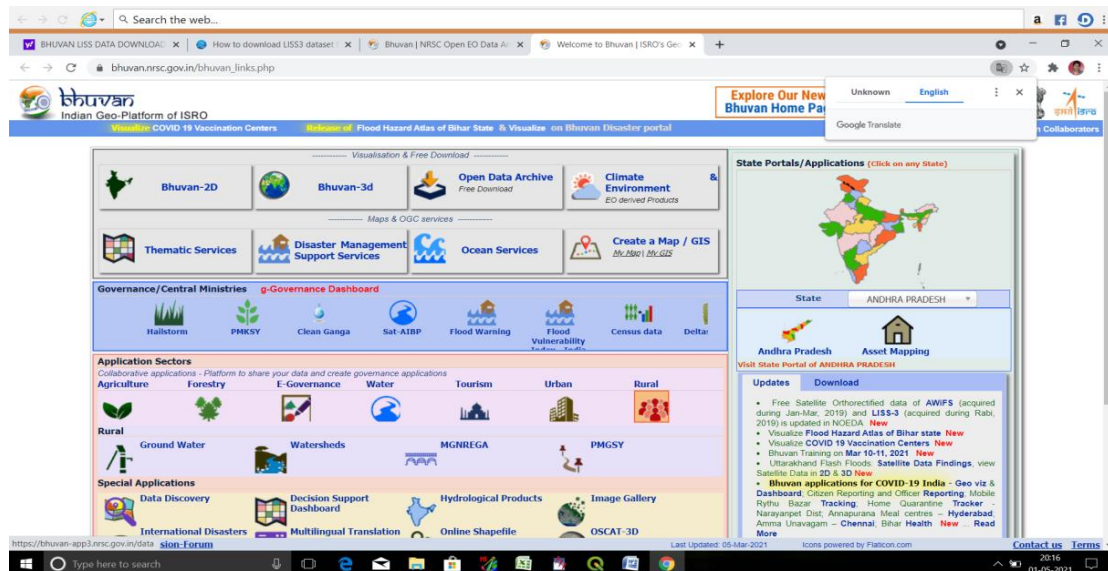 Search the web...
BHUVAN LISS DATA DOWNLOAD
How to download LISS3 dataset
Bhuvan | NRSC Open EO Data Ar
Welcome to Bhuvan | ISRO's Geo
bhuvan.nrsc.gov.in/bhuvan_links.php
Unknown English
Google Translate
bhuvan
Indian Geo-Platform of ISRO
Explore Our New
Bhuvan Home Pa
isro
Visualize COVID 19 Vaccination Centers Release of Flood Hazard Atlas of Bihar State & Visualize on Bhuvan Disaster portal
Collaborators
Visualisation & Free Download
Bhuvan-2D
Bhuvan-3d
Open Data Archive
Free Download
Climate &
Environment
EO derived Products
Maps & OGC services
Thematic Services
Disaster Management
Support Services
Ocean Services
Create a Map / GIS
My Map | My GIS
Governance/Central Ministries g-Governance Dashboard
Hailstorm PMKSY Clean Ganga Sat-AIBP Flood Warning Flood Census data Delta
Vulnerability
Index India
Application Sectors
Collaborative applications - Platform to share your data and create governance applications
Agriculture Forestry E-Governance Water Tourism Urban Rural
Rural
Ground Water Watersheds MGNREGA PMGSY
Special Applications
Data Discovery
Decision Support
Dashboard
Hydrological Products
Image Gallery
International Disasters Multilingual Translation Online Shapefile OSCAT-3D
State Portals/Applications (Click on any State)
State ANDHRA PRADESH
Andhra Pradesh Asset Mapping
Visit State Portal of ANDHRA PRADESH
Updates Download
• Free Satellite Orthorectified data of AWiFS (acquired
during Jan-Mar, 2019) and LISS-3 (acquired during Rabi,
2019) is updated in NOEDA New
• Visualize Flood Hazard Atlas of Bihar state New
• Visualize COVID 19 Vaccination Centers New
• Bhuvan Training on Mar 10-11, 2021 New
• Uttarakhand Flash Floods: Satellite Data Findings, view
Satellite Data in 2D & 3D New
• Bhuvan applications for COVID-19 India - Geo viz &
Dashboard; Citizen Reporting and Officer Reporting; Mobile
Rythu Bazar Tracking; Home Quarantine Tracker -
Narayanpet Dist; Annapurana Meal centres – Hyderabad;
Amma Unavagam – Chennai; Bihar Health New ... Read
More
https://bhuvan-app3.nrsc.gov.in/data sion-Forum
Last Updated: 05-Mar-2021 Icons powered by Flaticon.com Contact us Terms
Type here to search
20:16
01-05-2021